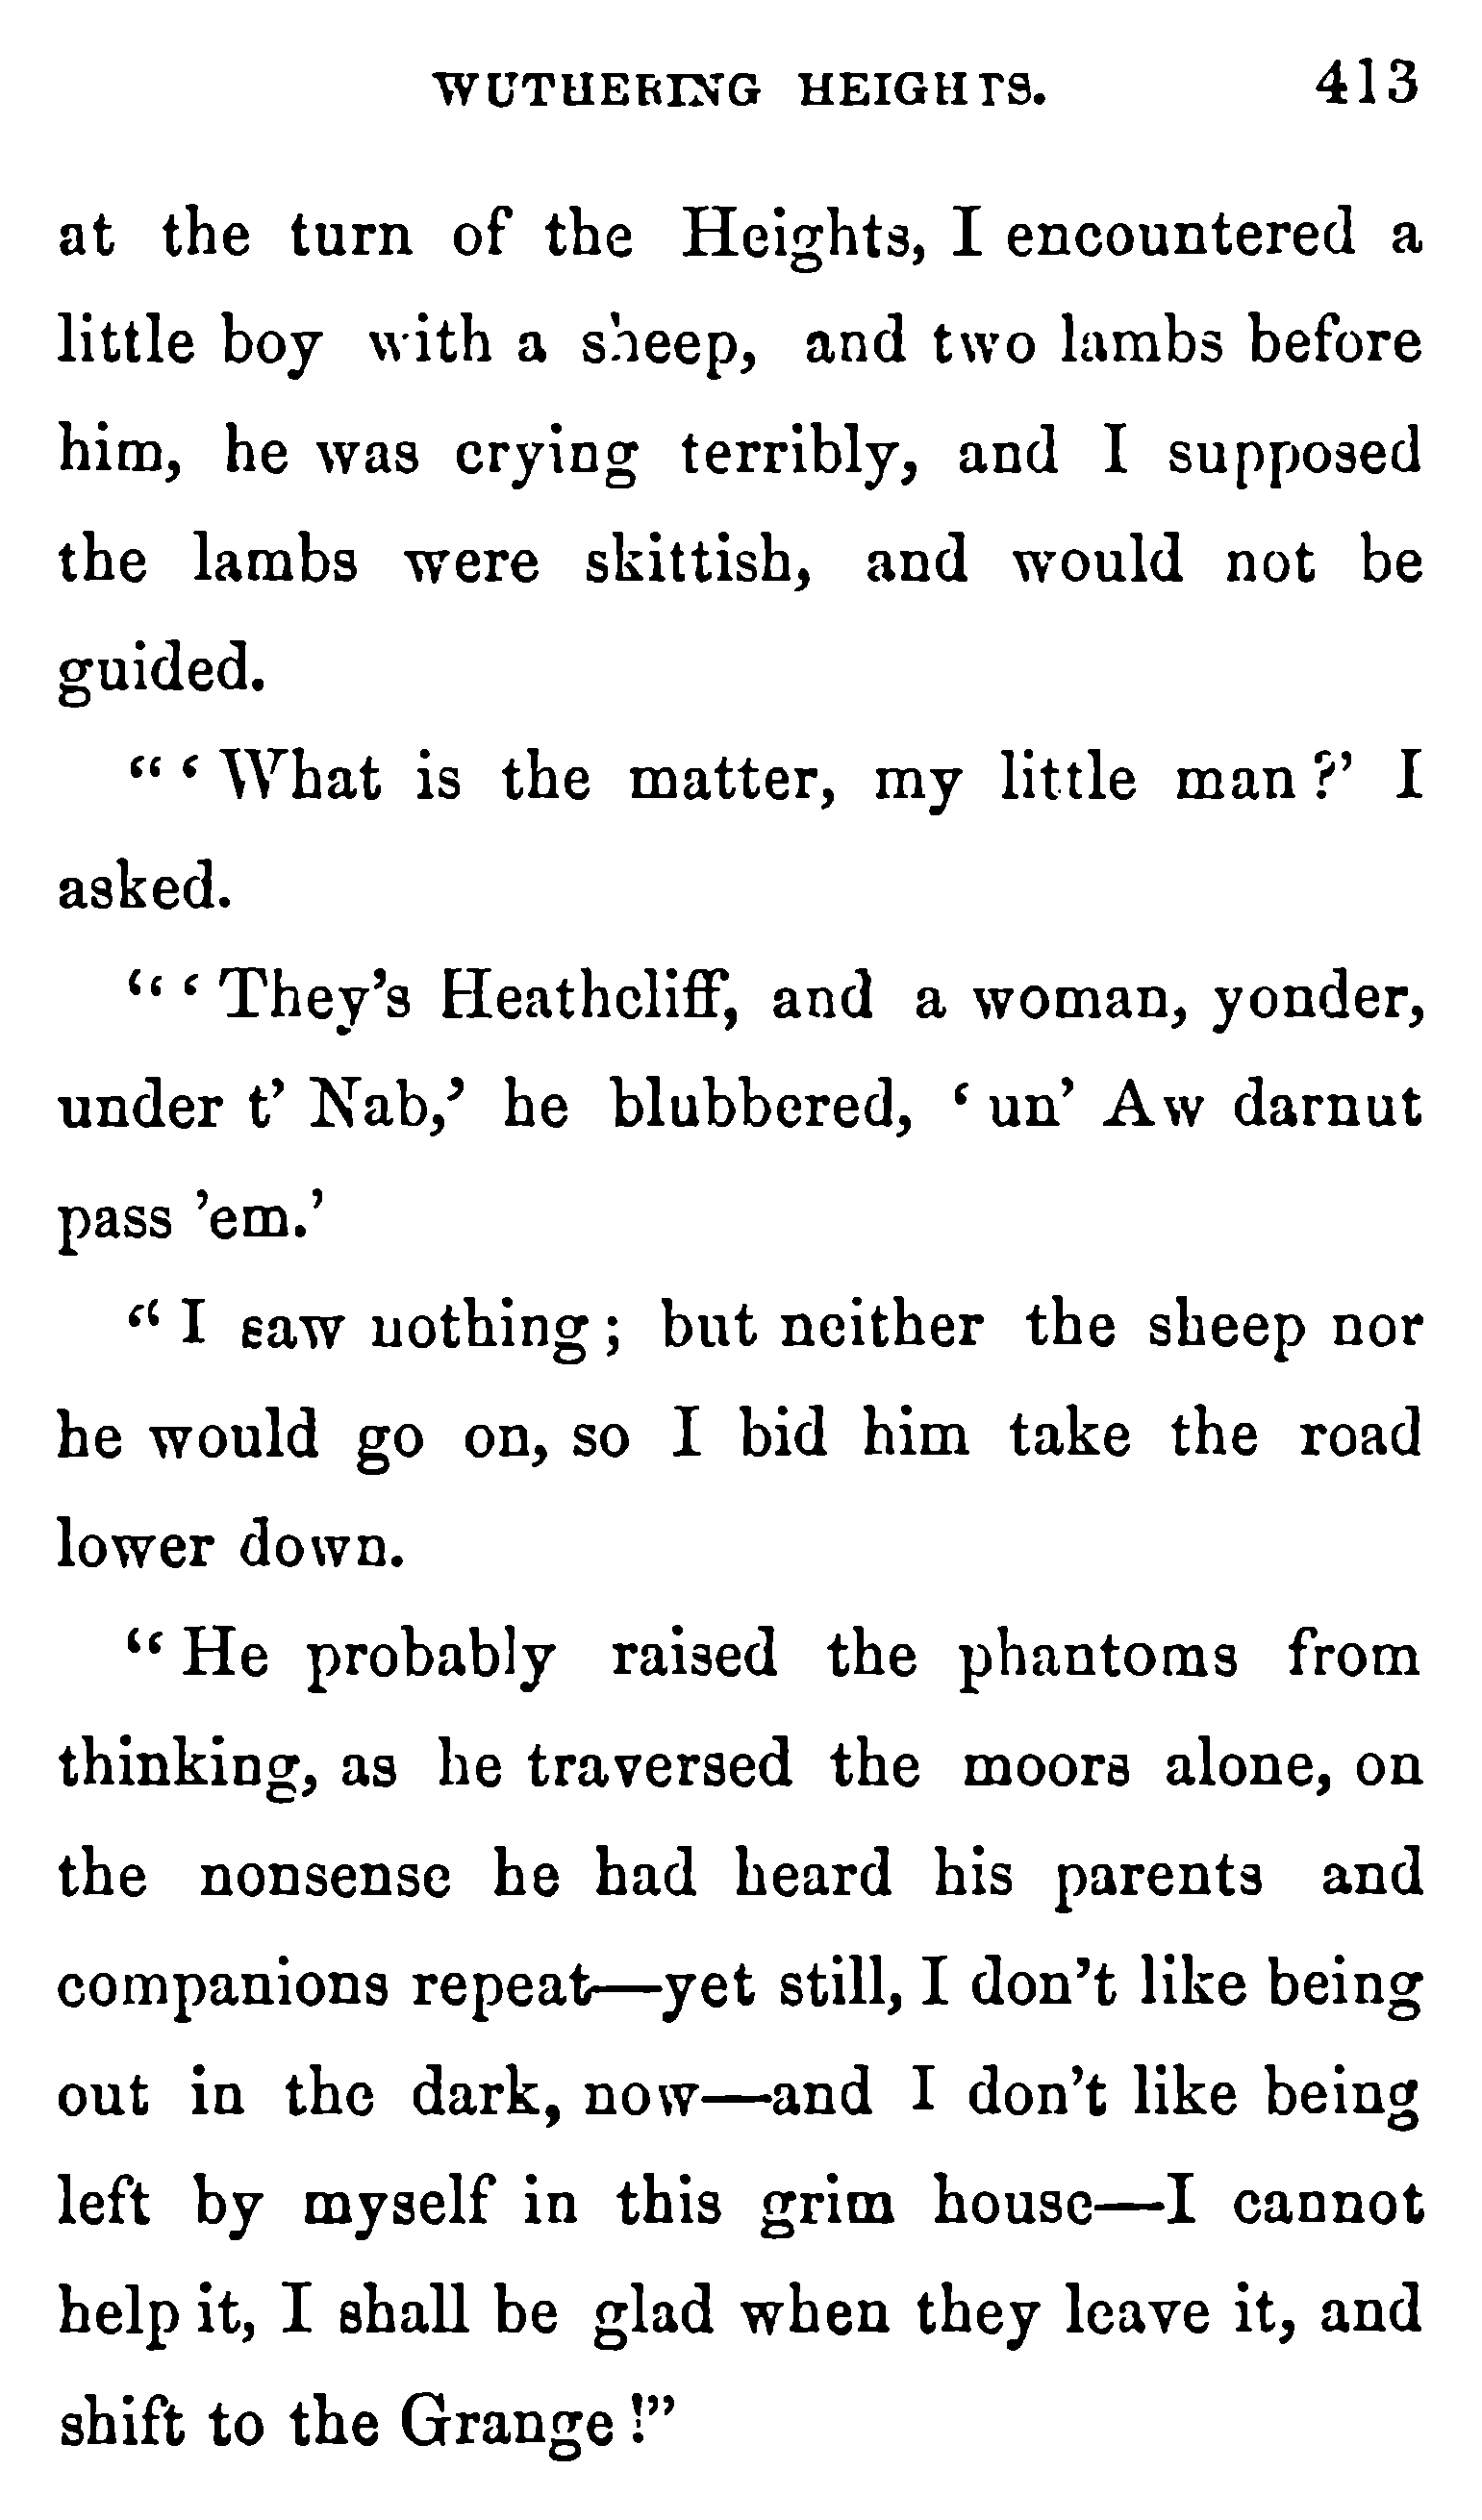 WUTHERING HEIGHTS. 413
at the turn of the Heights, I encountered a
little boy with a sheep, and two lambs before
him, he was crying terribly, and I supposed
the lambs were skittish, and would not be
guided.
“‘What is the matter, my little man?’ I
asked.
“‘They’s Heathcliff, and a woman, yonder,
under t’ Nab,’ he blubbered, ‘un’ Aw darnut
pass ’em.’
“I saw nothing; but neither the sheep nor
he would go on, so I bid him take the road
lower down.
“He probably raised the phantoms from
thinking, as he traversed the moors alone, on
the nonsense he had heard his parents and
companions repeat—yet still, I don’t like being
out in the dark, now—and I don’t like being
left by myself in this grim house—I cannot
help it, I shall be glad when they leave it, and
shift to the Grange!”